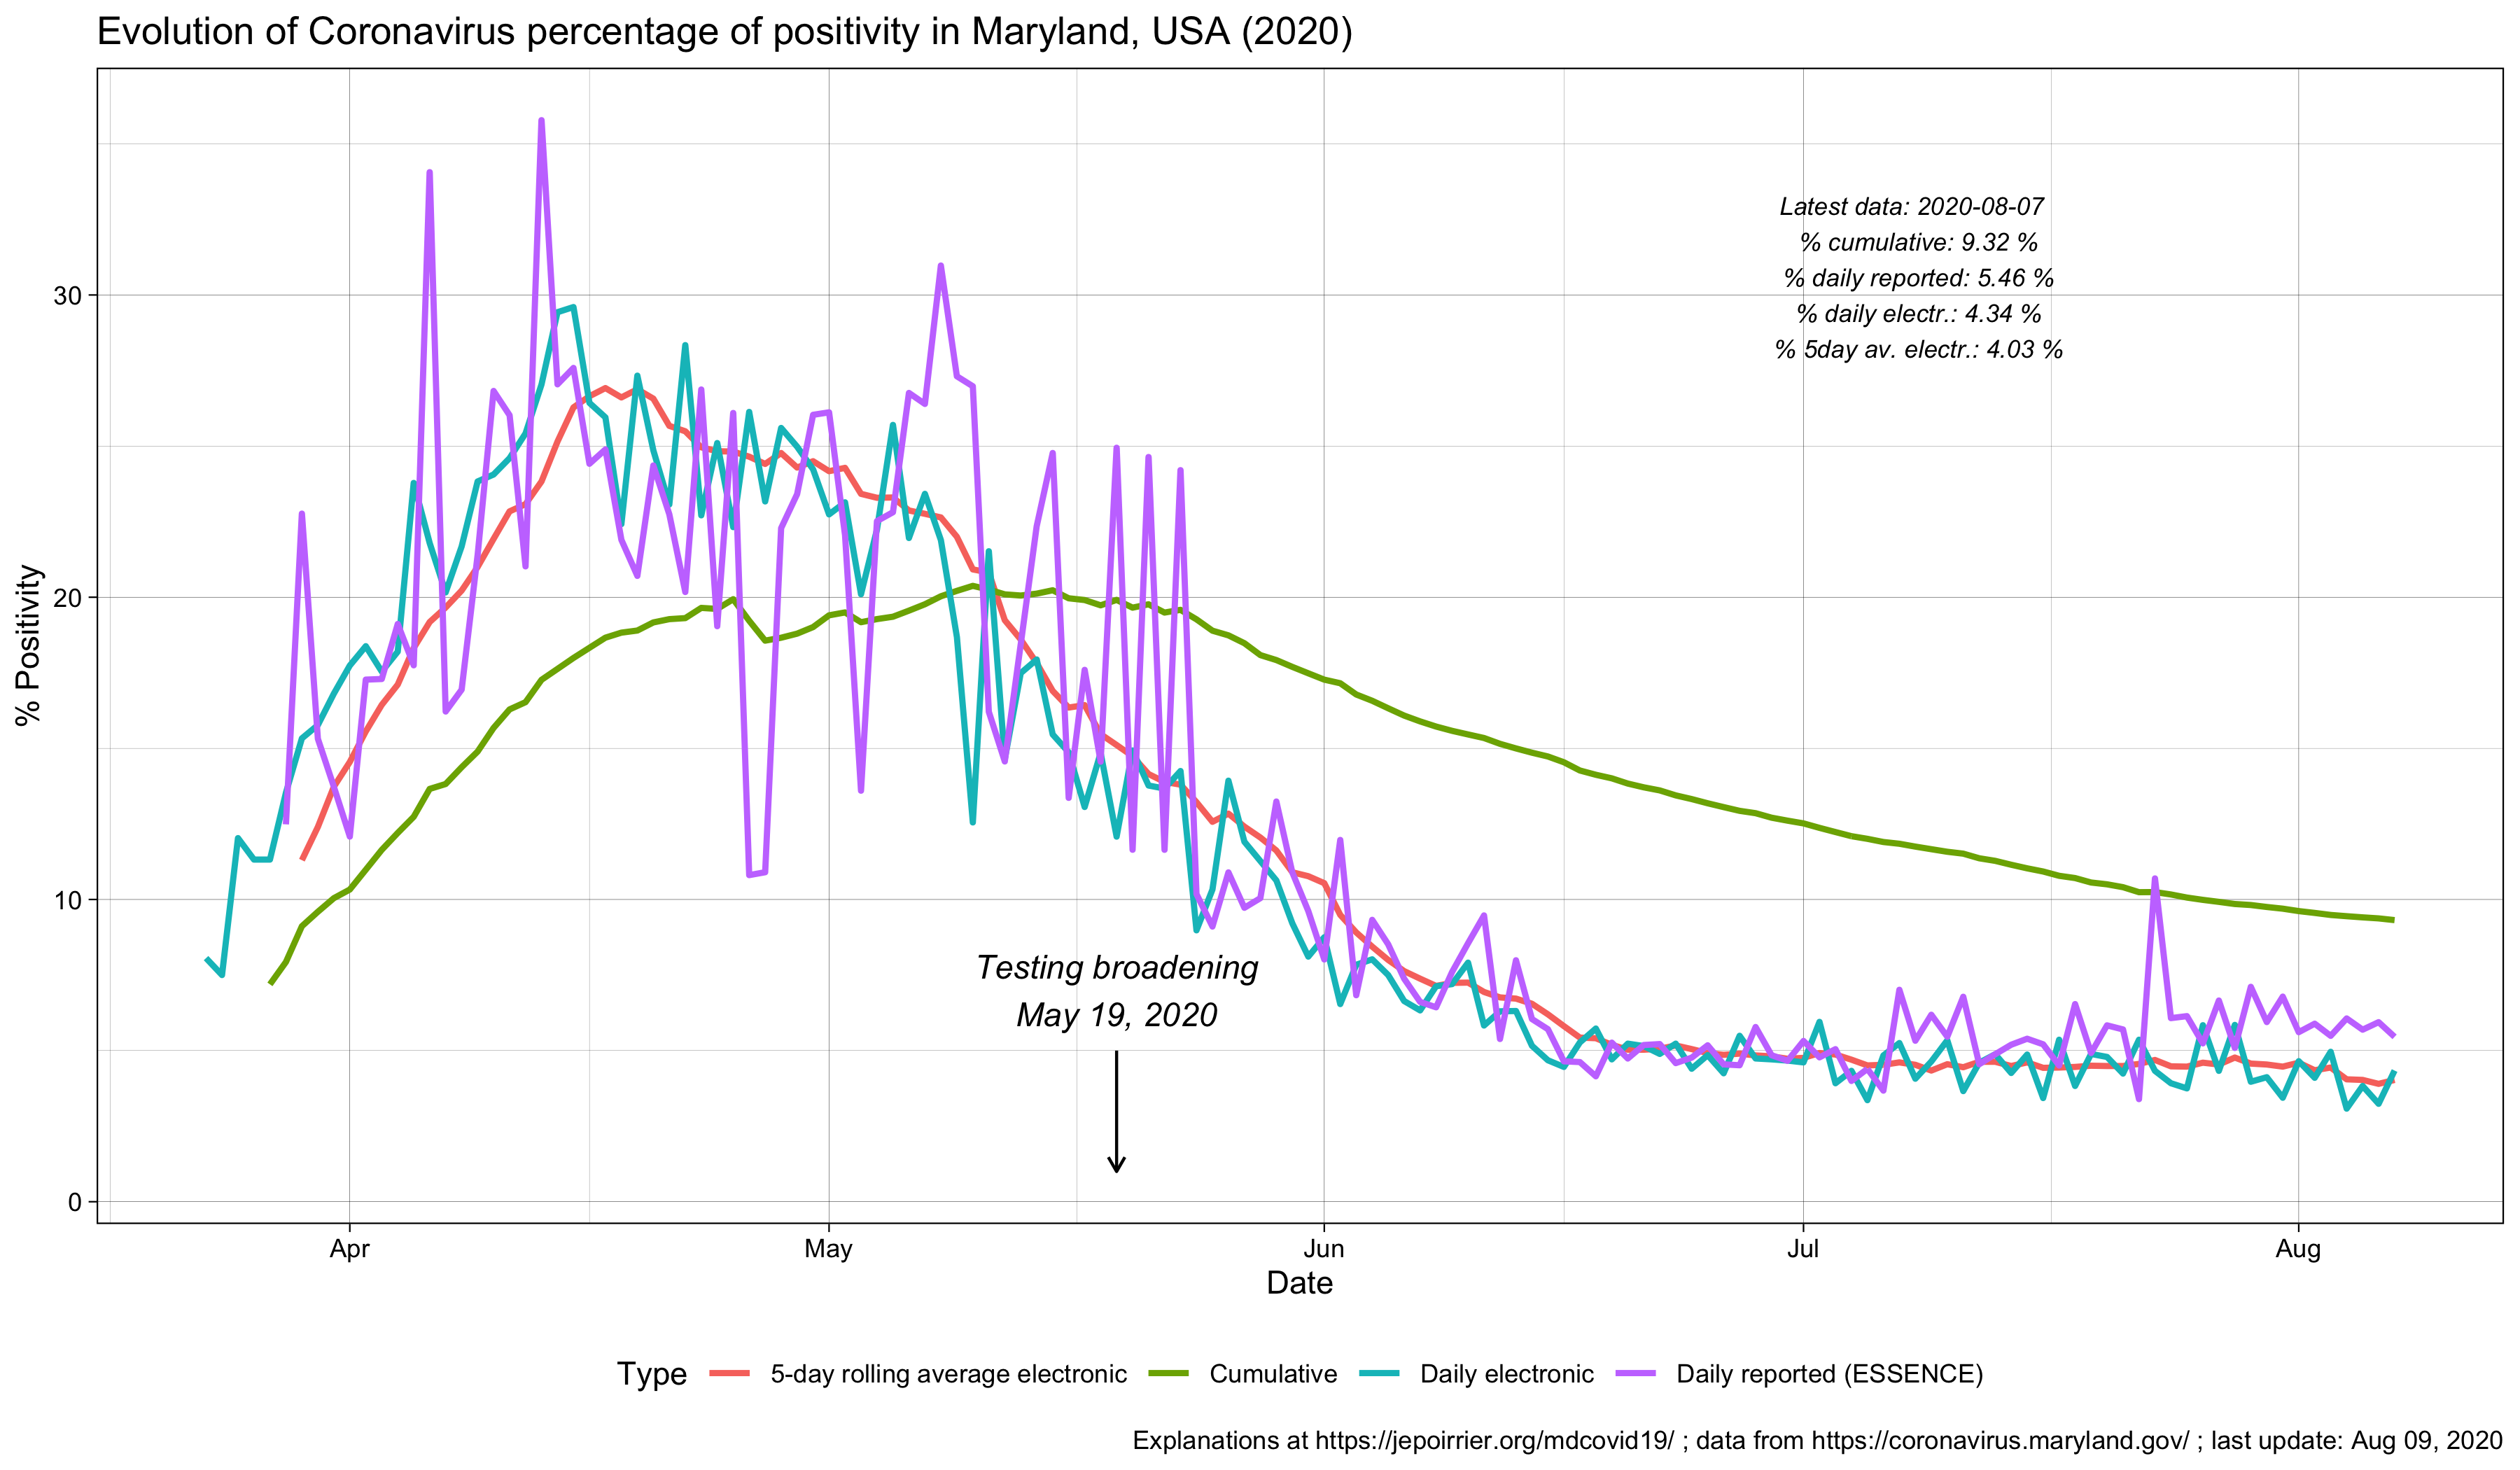 Evolution of Coronavirus percentage of positivity in Maryland, USA (2020)
Latest data: 2020-08-07
% cumulative: 9.32 %
% daily reported: 5.46 %
% daily electr.: 4.34 %
% 5day av. electr.: 4.03 %
30
20
10
0
% Positivity
Testing broadening
May 19, 2020
Apr May Jun Jul Aug
Date
Type 5-day rolling average electronic Cumulative Daily electronic Daily reported (ESSENCE)
Explanations at https://jepoirrier.org/mdcovid19/ ; data from https://coronavirus.maryland.gov/ ; last update: Aug 09, 2020